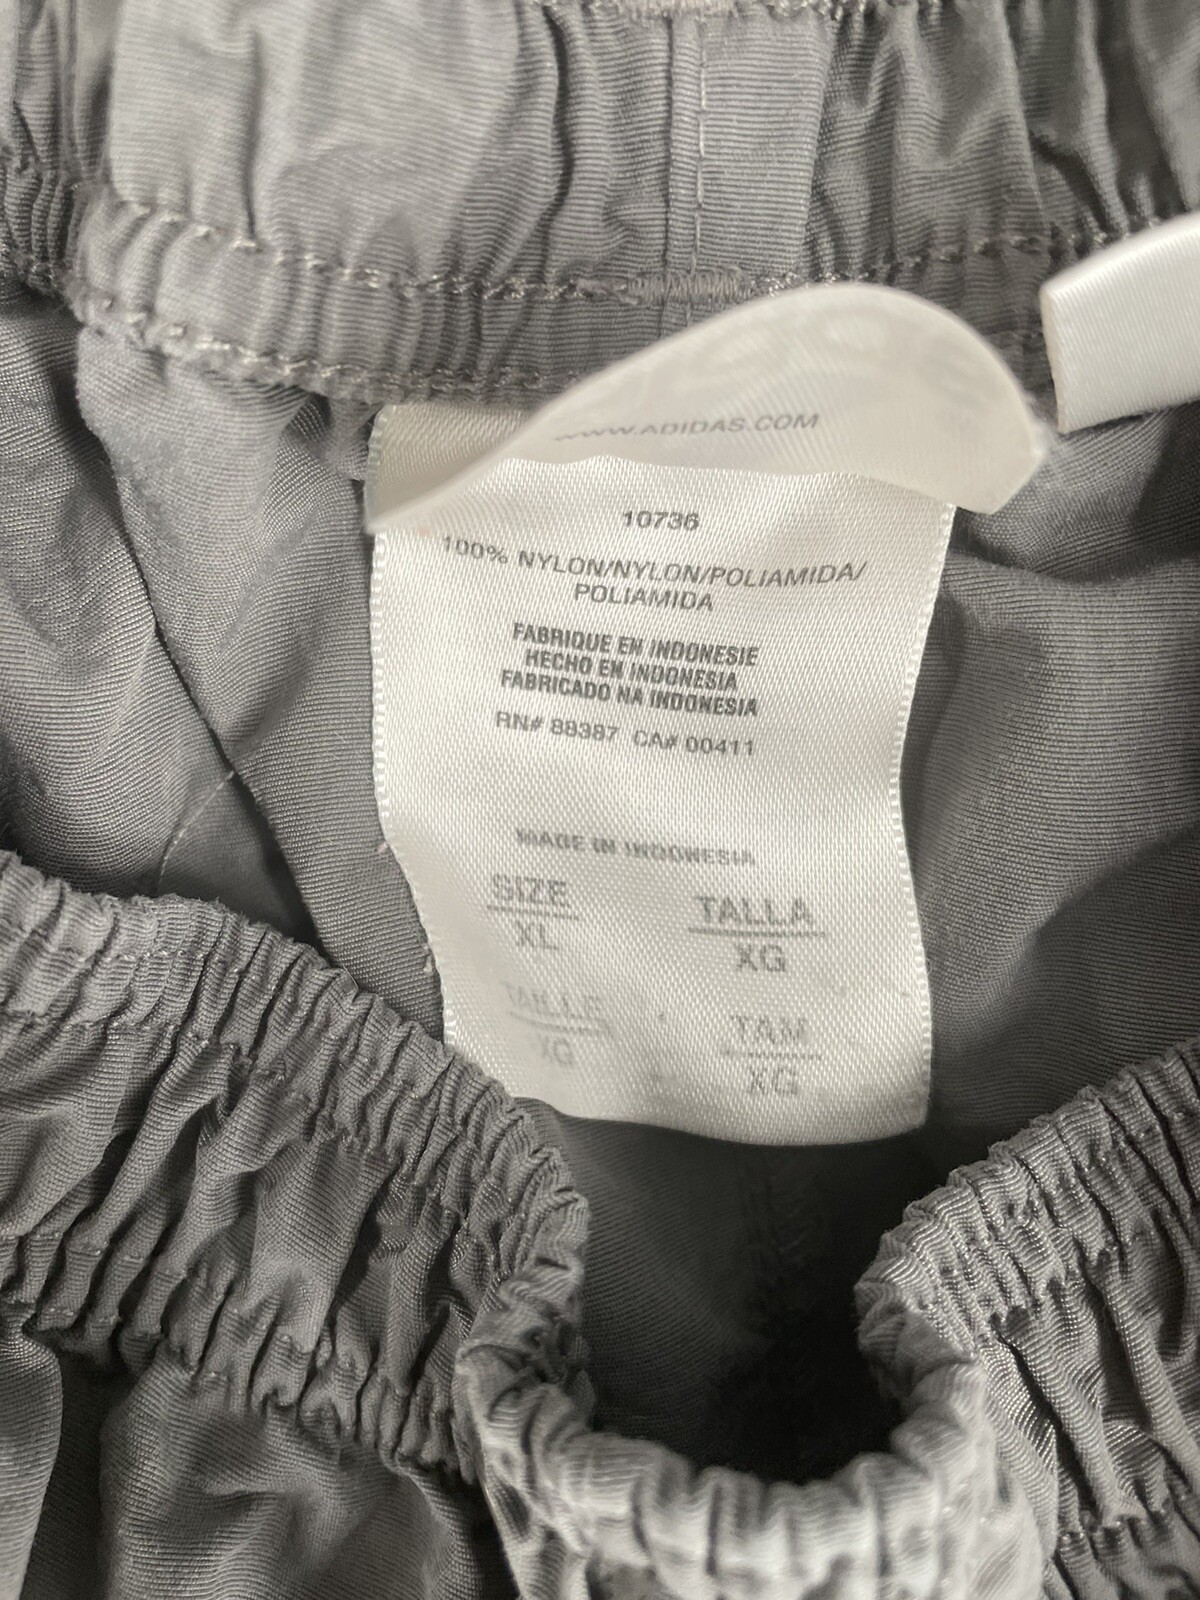 WWW.ADIDAS.COM
10736
100% NYLON/NYLON/POLIAMIDA/
POLIAMIDA
FABRIQUE EN INDONESIE
HECHO EN INDONESIA
FABRICADO NA INDONESIA
RN# 88387 CA# 00411
MADE IN INDONESIA
SIZE TALLA
XL XG
TAILLE TAM
XG XG